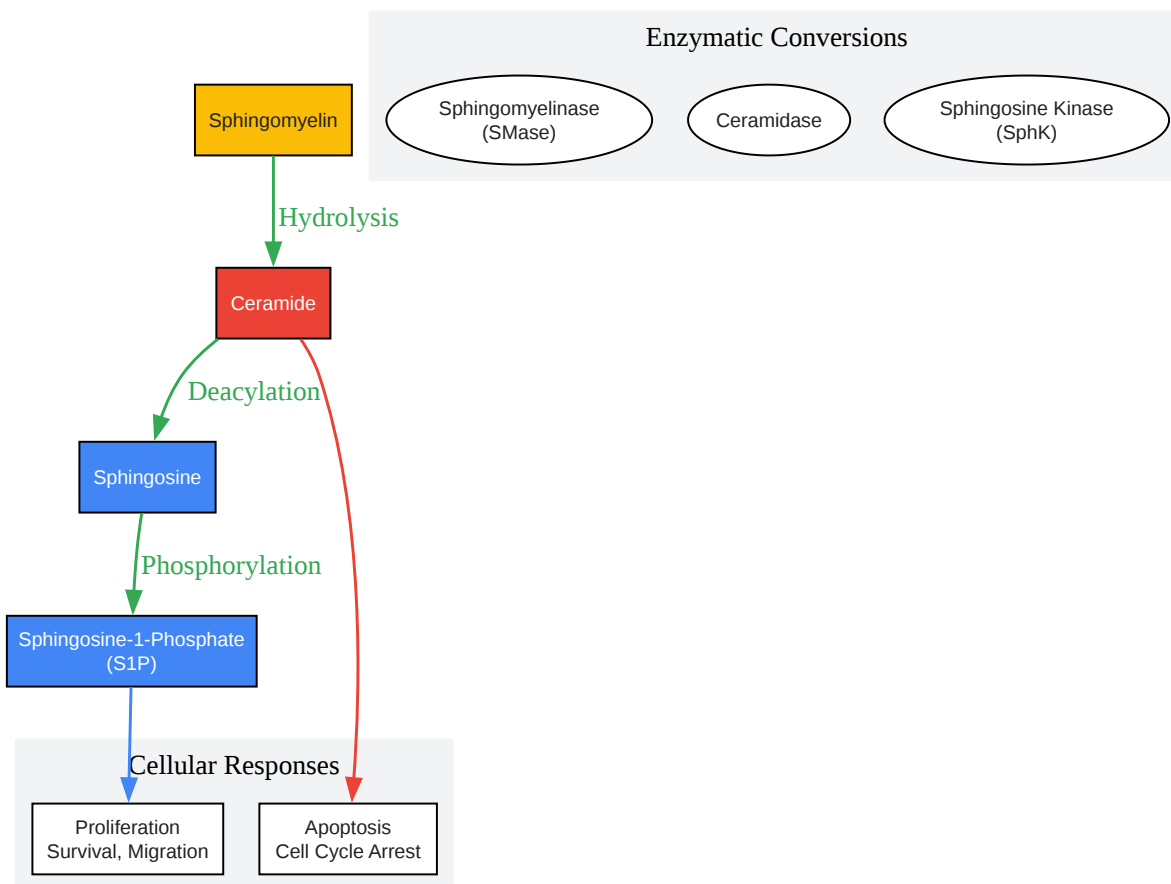 Enzymatic Conversions
Sphingomyelin
Sphingomyelinase
(SMase)
Ceramidase
Sphingosine Kinase
(SphK)
Hydrolysis
Ceramide
Deacylation
Sphingosine
Phosphorylation
Sphingosine-1-Phosphate
(S1P)
Cellular Responses
Proliferation
Survival, Migration
Apoptosis
Cell Cycle Arrest